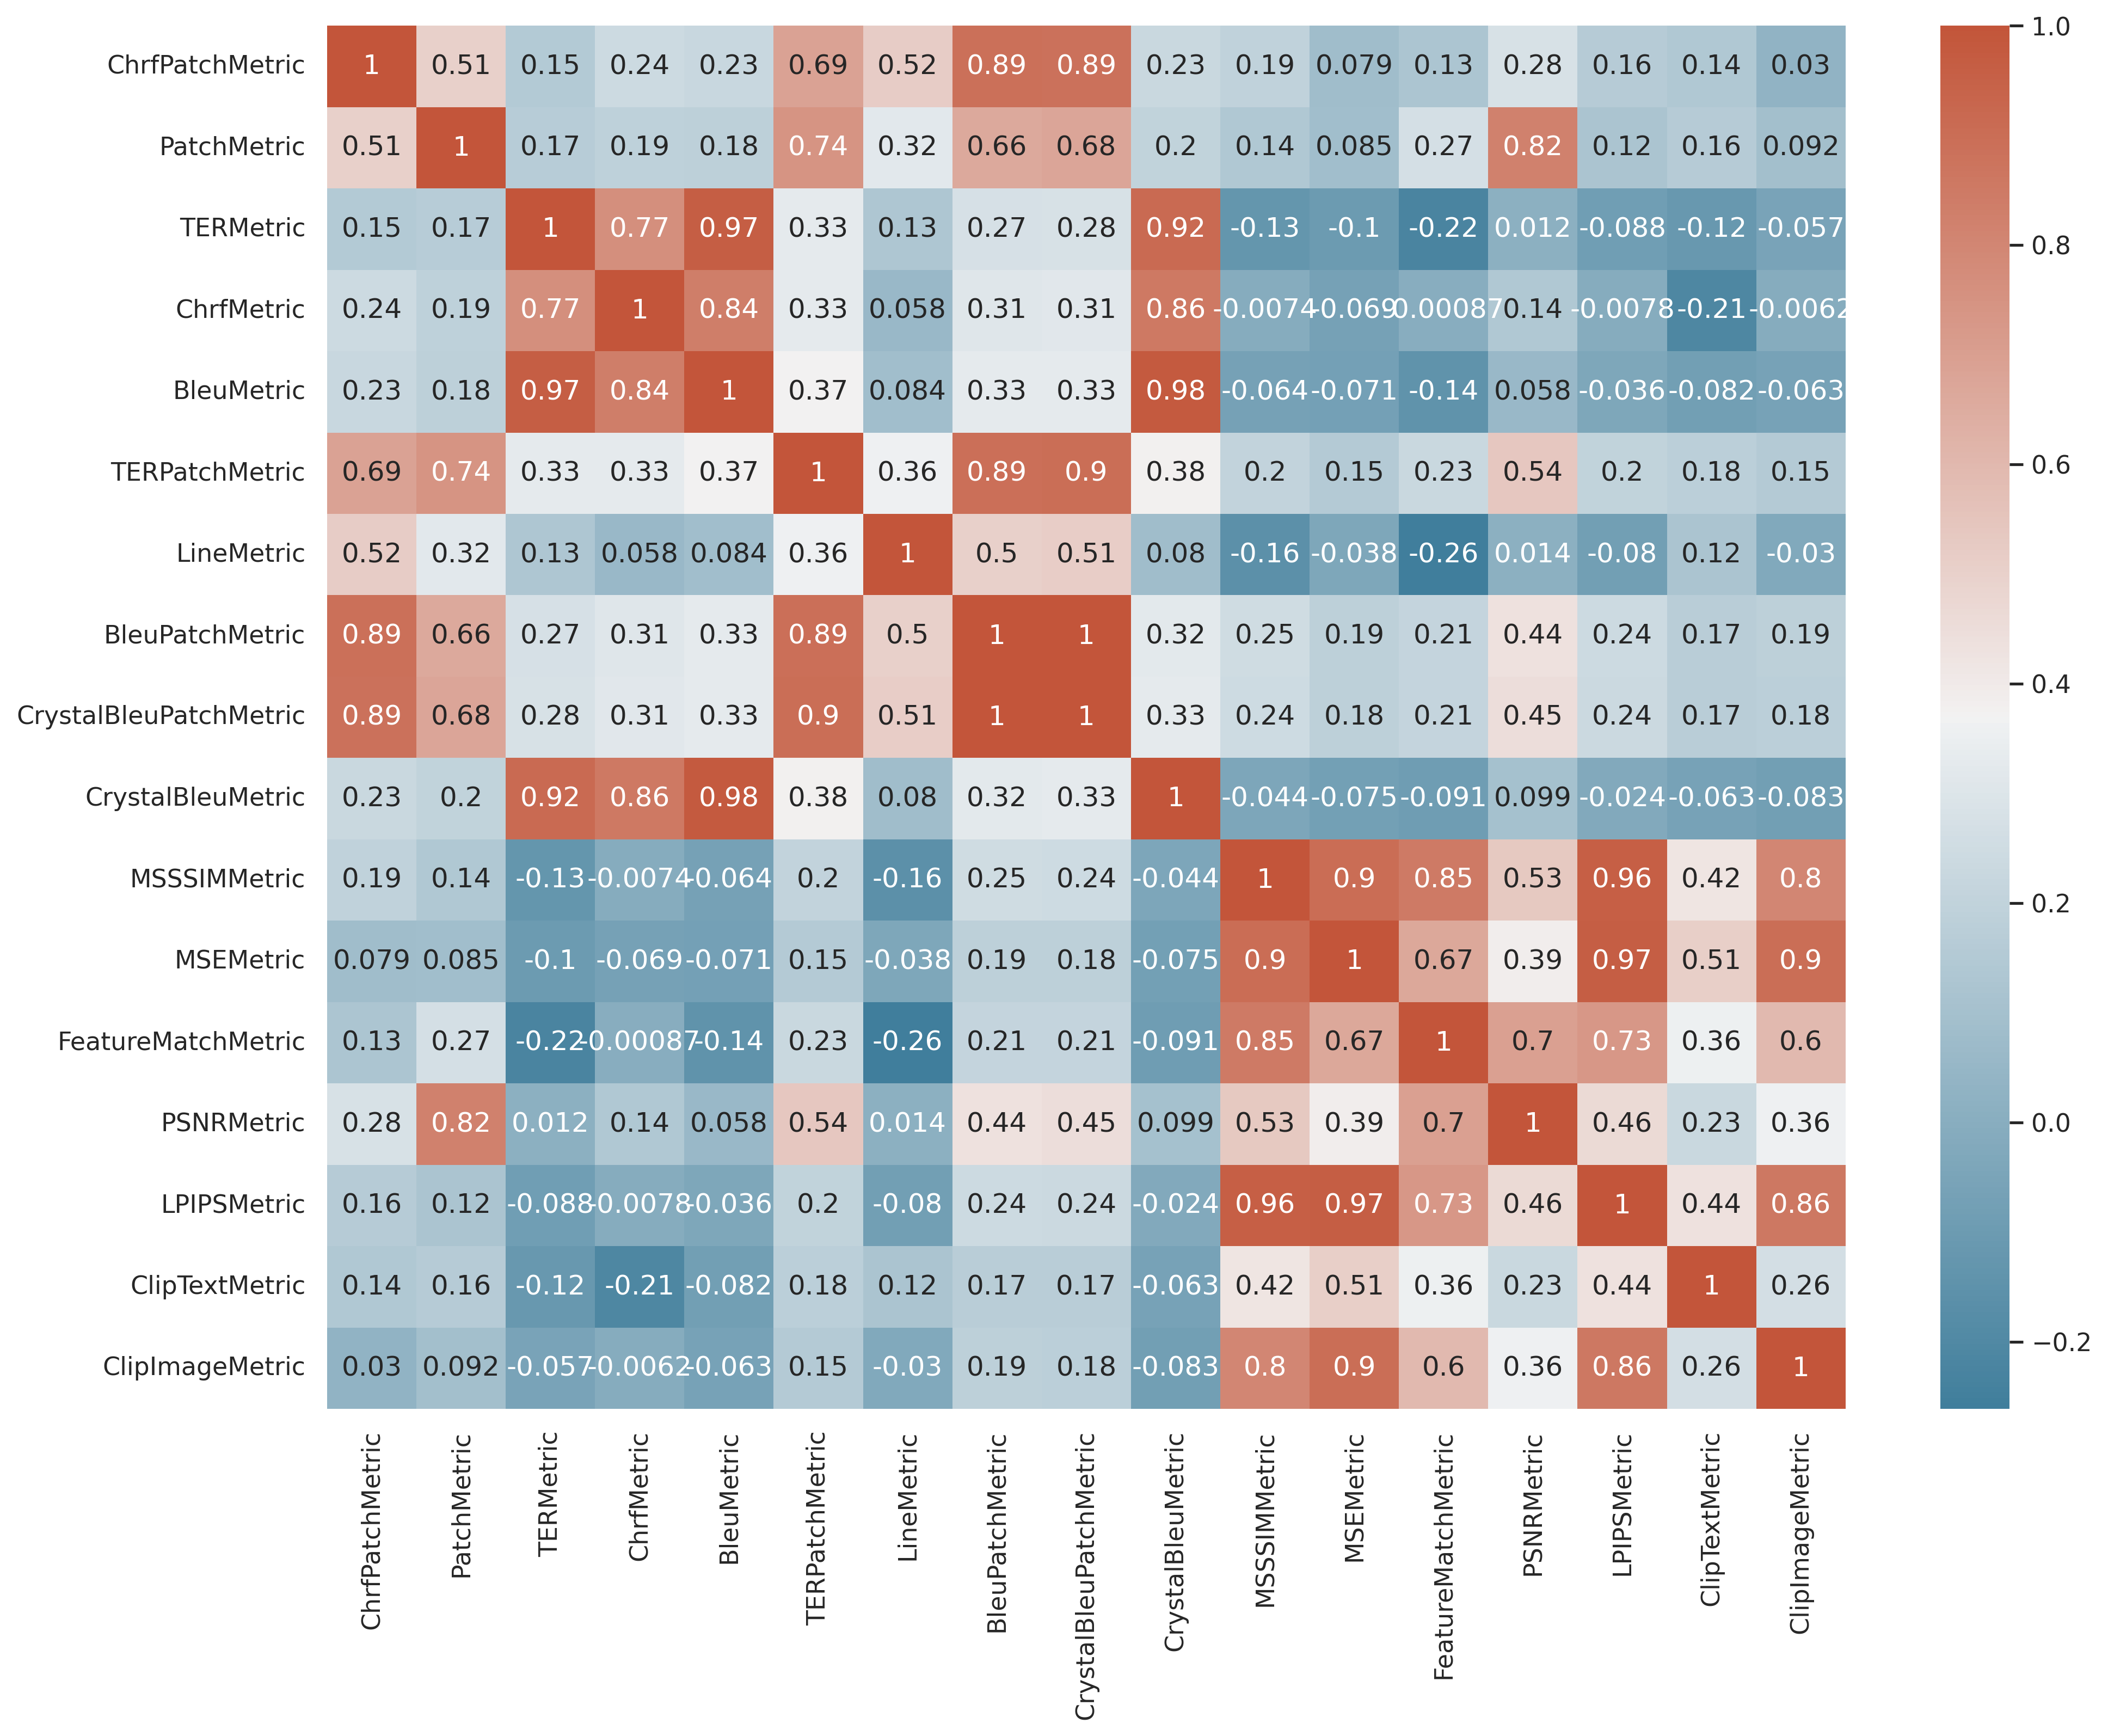 ChrfPatchMetric 1 0.51 0.15 0.24 0.23 0.69 0.52 0.89 0.89 0.23 0.19 0.079 0.13 0.28 0.16 0.14 0.03
PatchMetric 0.51 1 0.17 0.19 0.18 0.74 0.32 0.66 0.68 0.2 0.14 0.085 0.27 0.82 0.12 0.16 0.092
TERMetric 0.15 0.17 1 0.77 0.97 0.33 0.13 0.27 0.28 0.92 -0.13 -0.1 -0.22 0.012 -0.088 -0.12 -0.057
ChrfMetric 0.24 0.19 0.77 1 0.84 0.33 0.058 0.31 0.31 0.86 -0.0074 -0.069 -0.00087 0.14 -0.0078 -0.21 -0.0062
BleuMetric 0.23 0.18 0.97 0.84 1 0.37 0.084 0.33 0.33 0.98 -0.064 -0.071 -0.14 0.058 -0.036 -0.082 -0.063
TERPatchMetric 0.69 0.74 0.33 0.33 0.37 1 0.36 0.89 0.9 0.38 0.2 0.15 0.23 0.54 0.2 0.18 0.15
LineMetric 0.52 0.32 0.13 0.058 0.084 0.36 1 0.5 0.51 0.08 -0.16 -0.038 -0.26 0.014 -0.08 0.12 -0.03
BleuPatchMetric 0.89 0.66 0.27 0.31 0.33 0.89 0.5 1 1 0.32 0.25 0.19 0.21 0.44 0.24 0.17 0.19
CrystalBleuPatchMetric 0.89 0.68 0.28 0.31 0.33 0.9 0.51 1 1 0.33 0.24 0.18 0.21 0.45 0.24 0.17 0.18
CrystalBleuMetric 0.23 0.2 0.92 0.86 0.98 0.38 0.08 0.32 0.33 1 -0.044 -0.075 -0.091 0.099 -0.024 -0.063 -0.083
MSSSIMMetric 0.19 0.14 -0.13 -0.0074 -0.064 0.2 -0.16 0.25 0.24 -0.044 1 0.9 0.85 0.53 0.96 0.42 0.8
MSEMetric 0.079 0.085 -0.1 -0.069 -0.071 0.15 -0.038 0.19 0.18 -0.075 0.9 1 0.67 0.39 0.97 0.51 0.9
FeatureMatchMetric 0.13 0.27 -0.22 -0.00087 -0.14 0.23 -0.26 0.21 0.21 -0.091 0.85 0.67 1 0.7 0.73 0.36 0.6
PSNRMetric 0.28 0.82 0.012 0.14 0.058 0.54 0.014 0.44 0.45 0.099 0.53 0.39 0.7 1 0.46 0.23 0.36
LPIPSMetric 0.16 0.12 -0.088 -0.0078 -0.036 0.2 -0.08 0.24 0.24 -0.024 0.96 0.97 0.73 0.46 1 0.44 0.86
ClipTextMetric 0.14 0.16 -0.12 -0.21 -0.082 0.18 0.12 0.17 0.17 -0.063 0.42 0.51 0.36 0.23 0.44 1 0.26
ClipImageMetric 0.03 0.092 -0.057 -0.0062 -0.063 0.15 -0.03 0.19 0.18 -0.083 0.8 0.9 0.6 0.36 0.86 0.26 1
ChrfPatchMetric
PatchMetric
TERMetric
ChrfMetric
BleuMetric
TERPatchMetric
LineMetric
BleuPatchMetric
CrystalBleuPatchMetric
CrystalBleuMetric
MSSSIMMetric
MSEMetric
FeatureMatchMetric
PSNRMetric
LPIPSMetric
ClipTextMetric
ClipImageMetric
1.0
0.8
0.6
0.4
0.2
0.0
−0.2